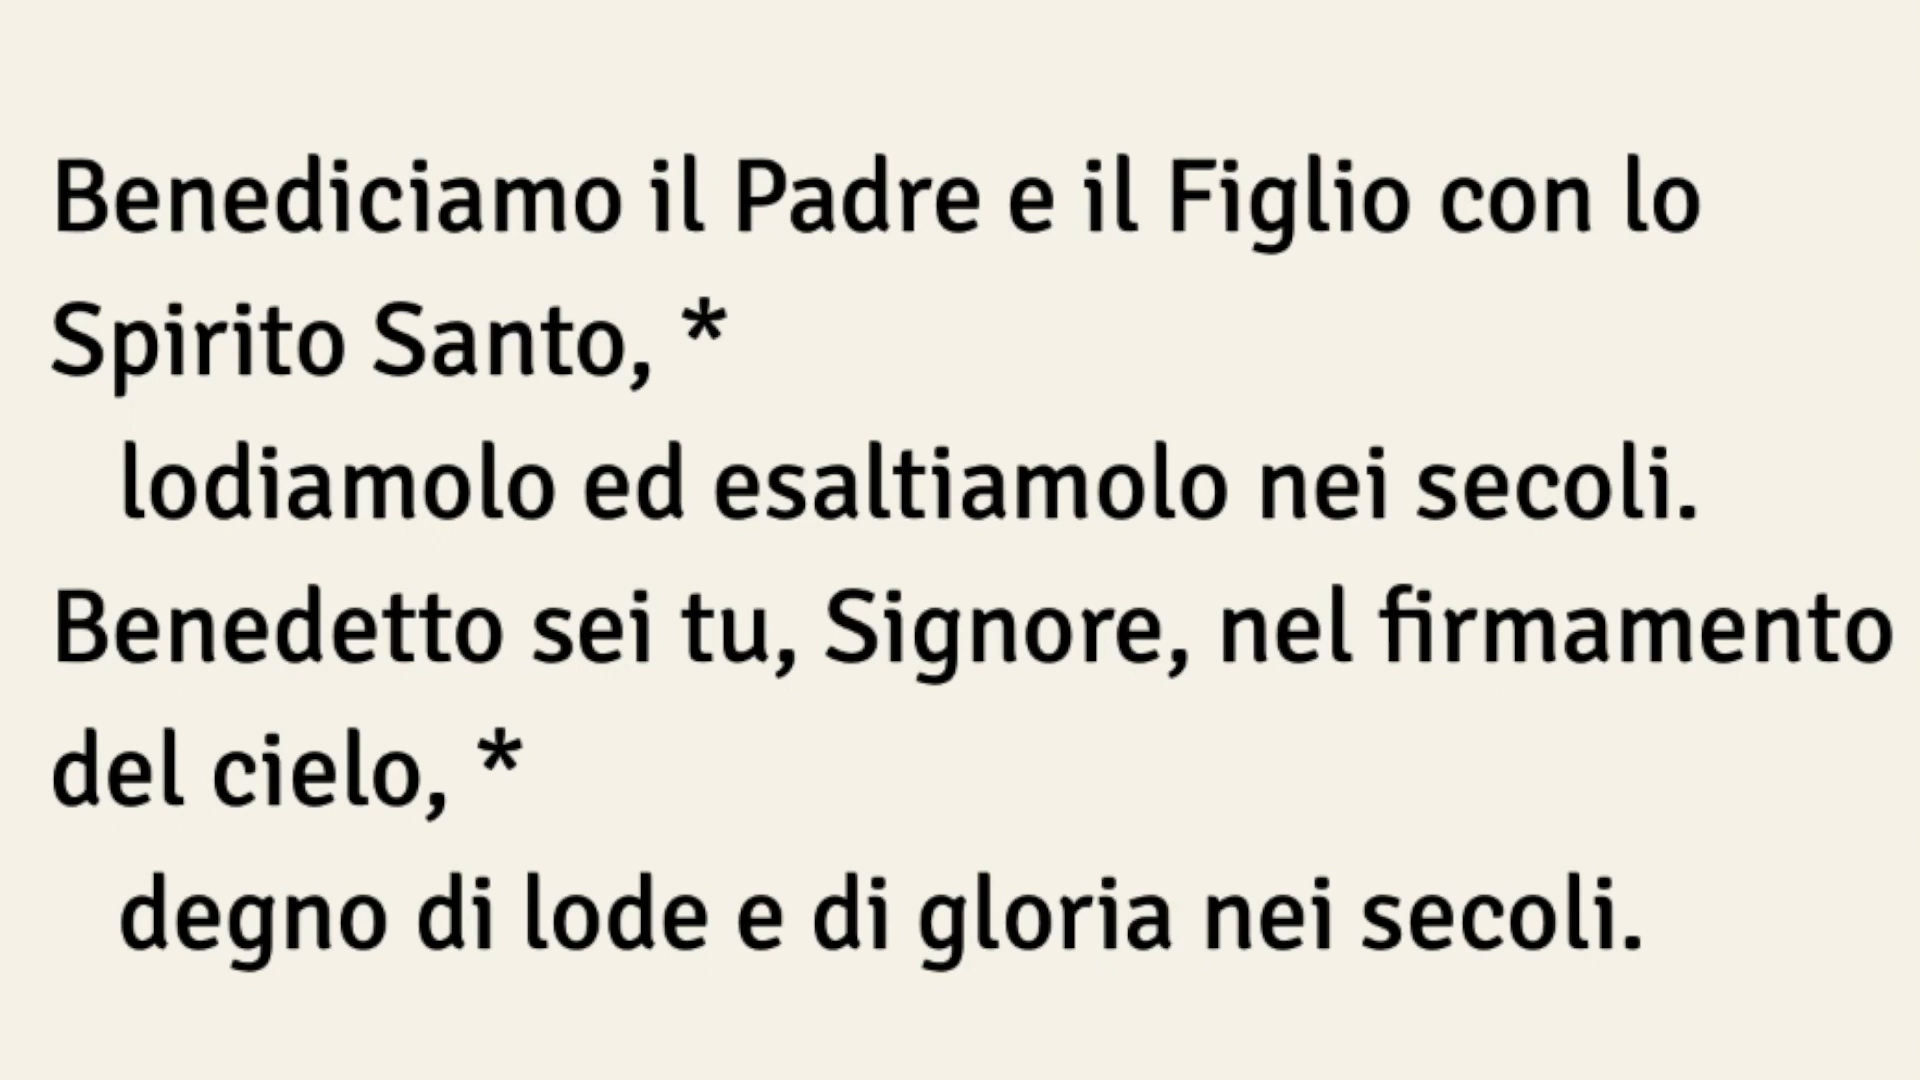 Benediciamo il Padre e il Figlio con lo
Spirito Santo, *
lodiamolo ed esaltiamolo nei secoli.
Benedetto sei tu, Signore, nel firmamento
del cielo, *
degno di lode e di gloria nei secoli.